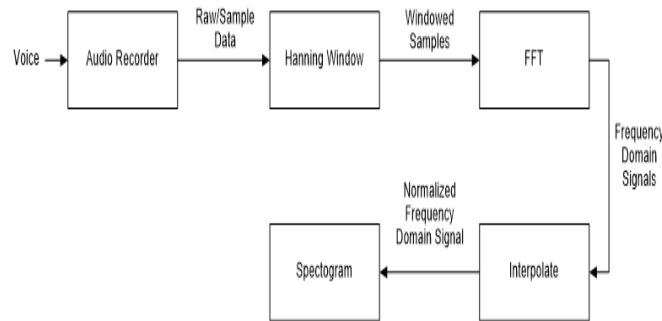 Voice
Audio Recorder
Raw/Sample
Data
Hanning Window
Windowed
Samples
FFT
Frequency
Domain
Signals
Interpolate
Normalized
Frequency
Domain Signal
Spectogram